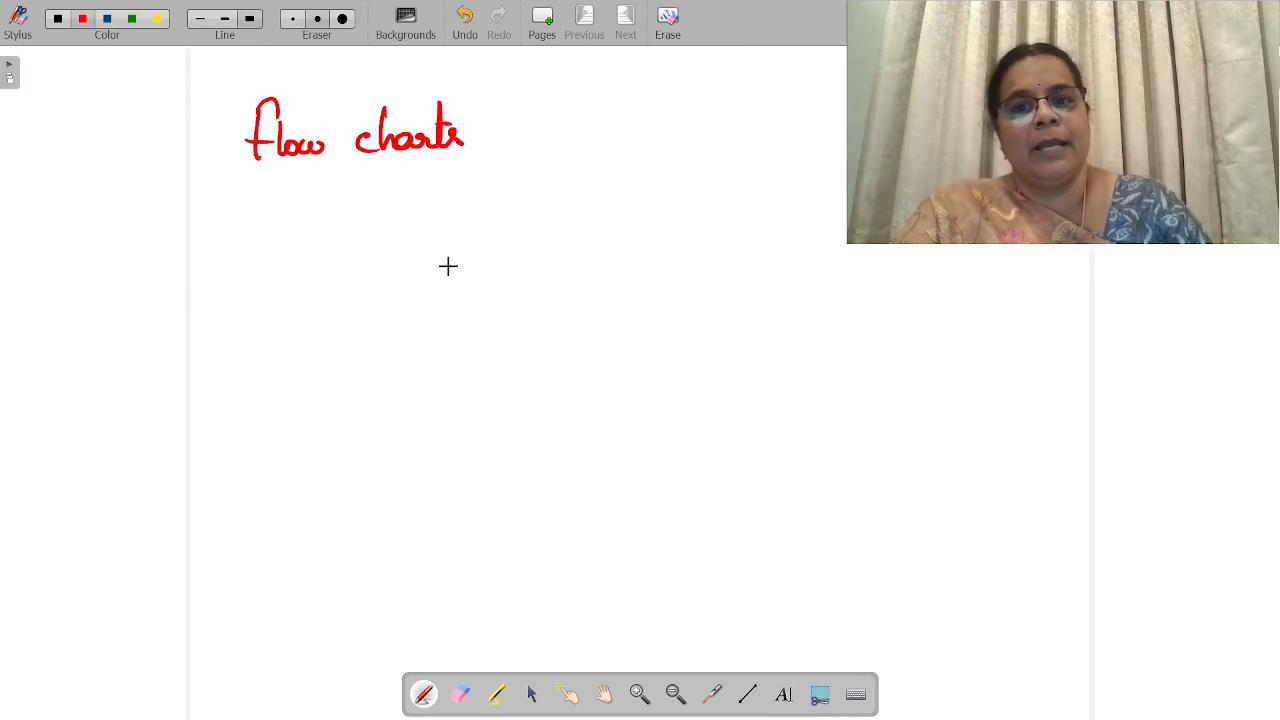 Stylus Color Line Eraser Backgrounds Undo Redo Pages Previous Next Erase
flow charts
A